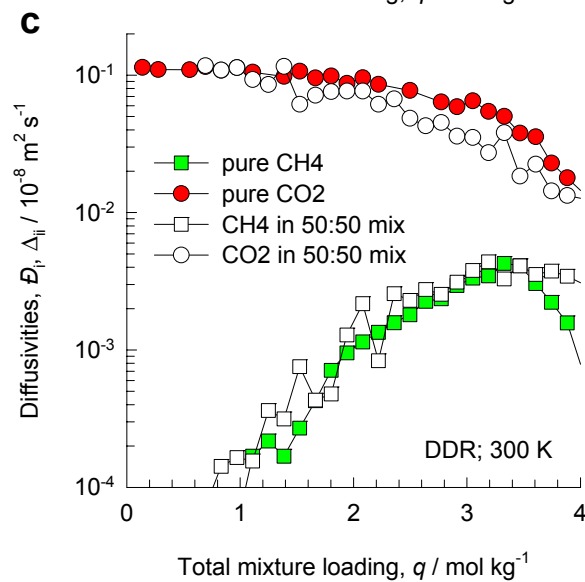 c
Diffusivities, Đᵢ, Δᵢᵢ / 10⁻⁸ m² s⁻¹
10⁻¹
10⁻²
10⁻³
10⁻⁴
pure CH4
pure CO2
CH4 in 50:50 mix
CO2 in 50:50 mix
DDR; 300 K
0 1 2 3 4
Total mixture loading, q / mol kg⁻¹